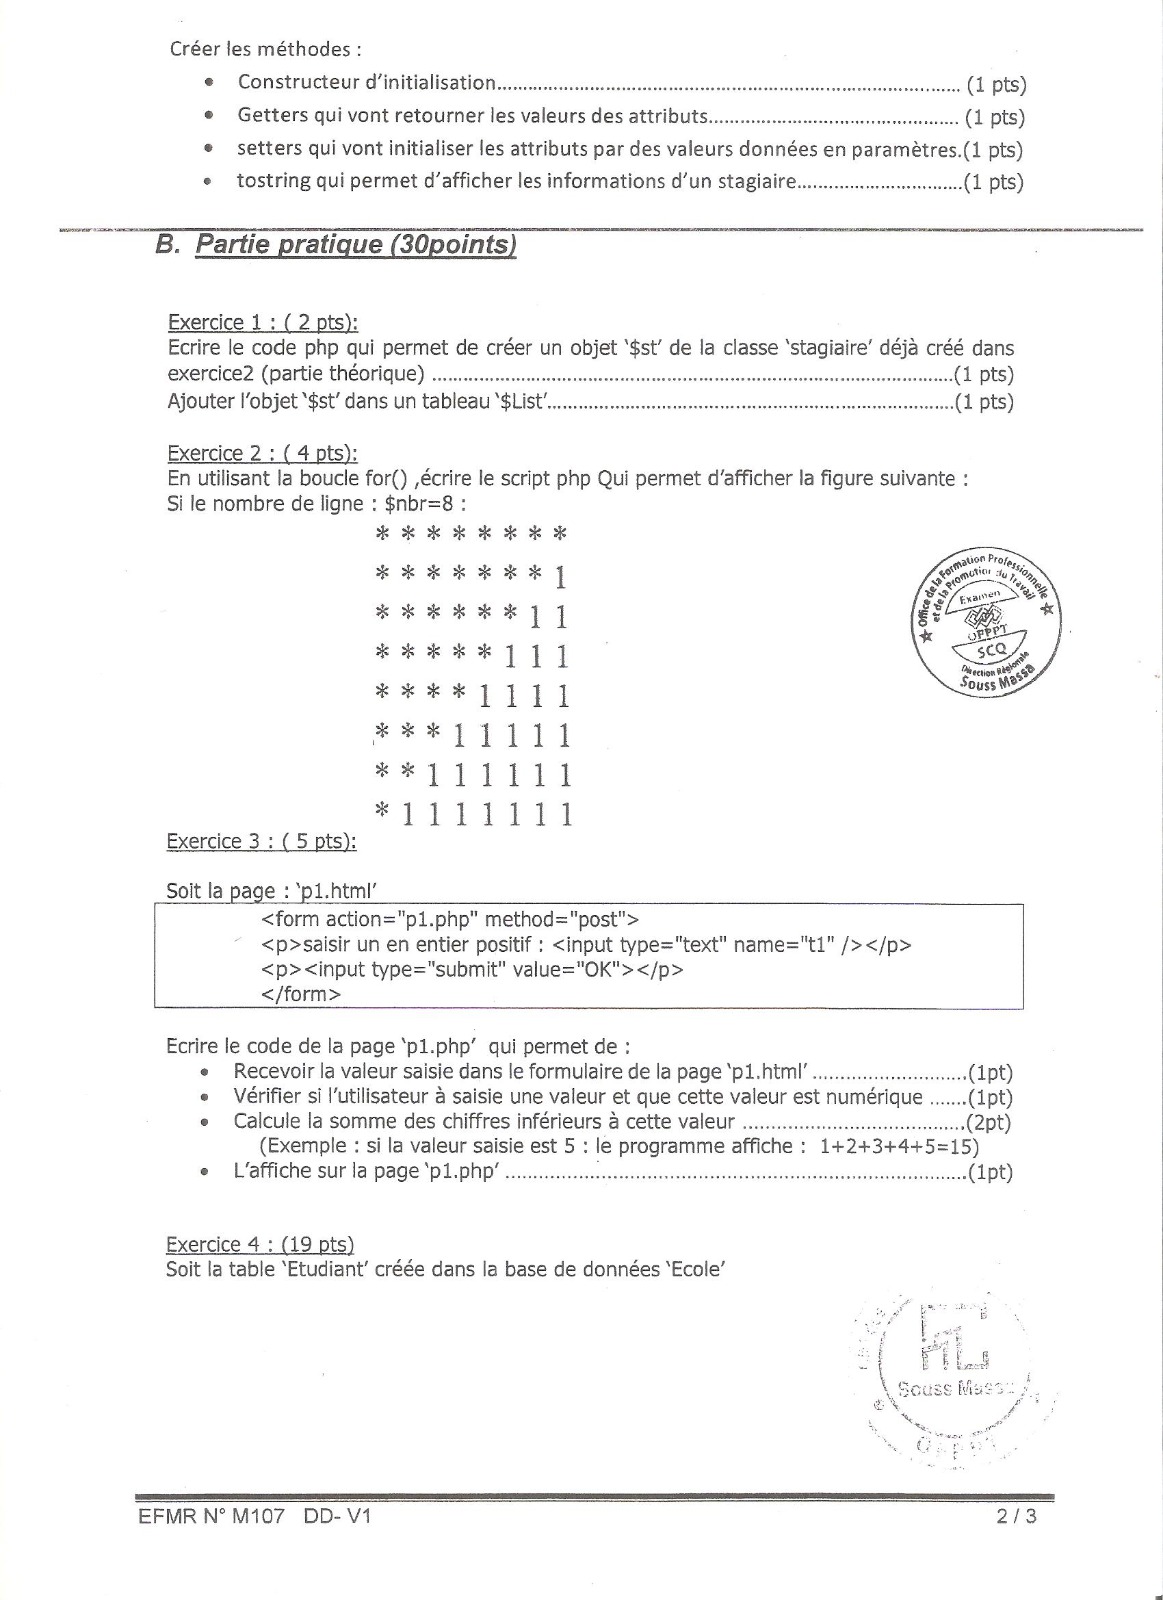 Créer les méthodes :
• Constructeur d'initialisation........................................................................................ (1 pts)
• Getters qui vont retourner les valeurs des attributs................................................ (1 pts)
• setters qui vont initialiser les attributs par des valeurs données en paramètres.(1 pts)
• tostring qui permet d'afficher les informations d'un stagiaire................................(1 pts)
B. Partie pratique (30points)
Exercice 1 : ( 2 pts):
Ecrire le code php qui permet de créer un objet '$st' de la classe 'stagiaire' déjà créé dans
exercice2 (partie théorique) .......................................................................................(1 pts)
Ajouter l'objet '$st' dans un tableau '$List'....................................................................(1 pts)
Exercice 2 : ( 4 pts):
En utilisant la boucle for() ,écrire le script php Qui permet d'afficher la figure suivante :
Si le nombre de ligne : $nbr=8 :
* * * * * * * *
* * * * * * * 1
* * * * * * 1 1
* * * * * 1 1 1
* * * * 1 1 1 1
* * * 1 1 1 1 1
* * 1 1 1 1 1 1
* 1 1 1 1 1 1 1
Office de la Formation Professionnelle
et de la Promotion du Travail
Examen
OFPPT
SCQ
Direction Régionale
Souss Massa
Exercice 3 : ( 5 pts):
Soit la page : 'p1.html'
<form action="p1.php" method="post">
<p>saisir un en entier positif : <input type="text" name="t1" /></p>
<p><input type="submit" value="OK"></p>
</form>
Ecrire le code de la page 'p1.php' qui permet de :
• Recevoir la valeur saisie dans le formulaire de la page 'p1.html' ...........................(1pt)
• Vérifier si l'utilisateur à saisie une valeur et que cette valeur est numérique .......(1pt)
• Calcule la somme des chiffres inférieurs à cette valeur ......................................(2pt)
(Exemple : si la valeur saisie est 5 : le programme affiche : 1+2+3+4+5=15)
• L'affiche sur la page 'p1.php' ................................................................................(1pt)
Exercice 4 : (19 pts)
Soit la table 'Etudiant' créée dans la base de données 'Ecole'
Souss Massa
OFPPT
EFMR N° M107 DD- V1
2 / 3